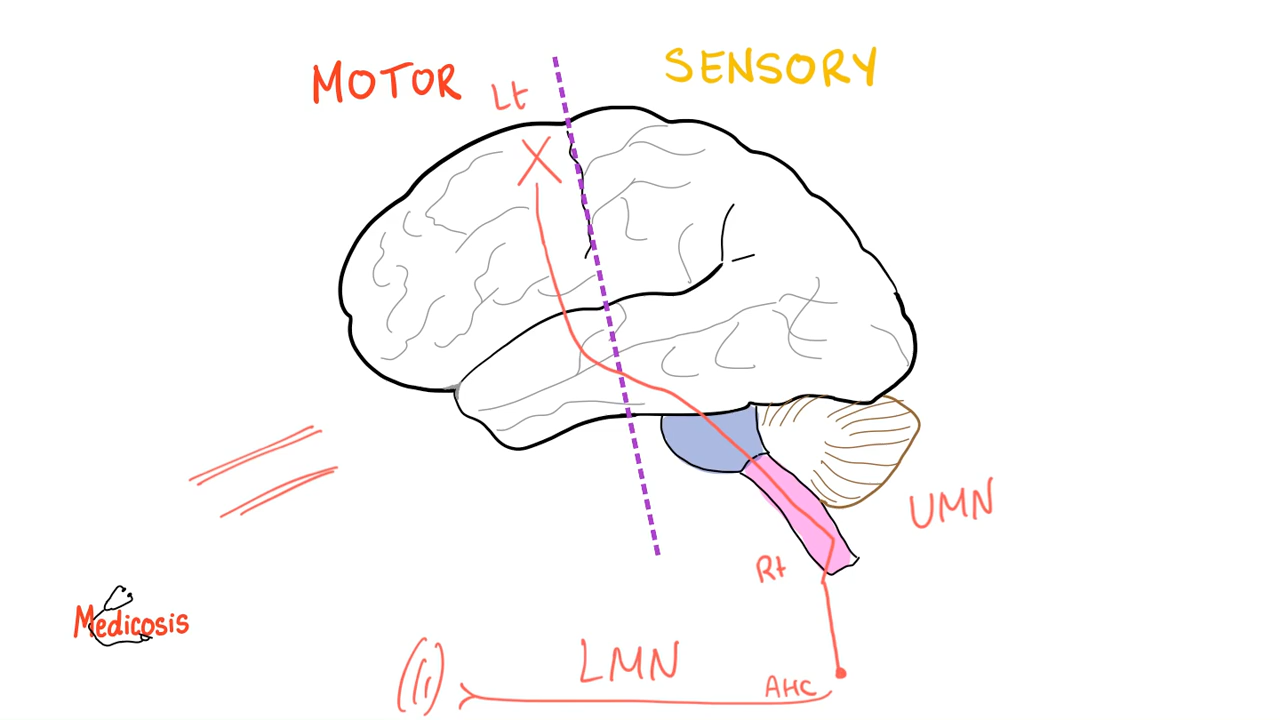 MOTOR
Lt
SENSORY
X
UMN
Rt
Medicosis
LMN
AHC